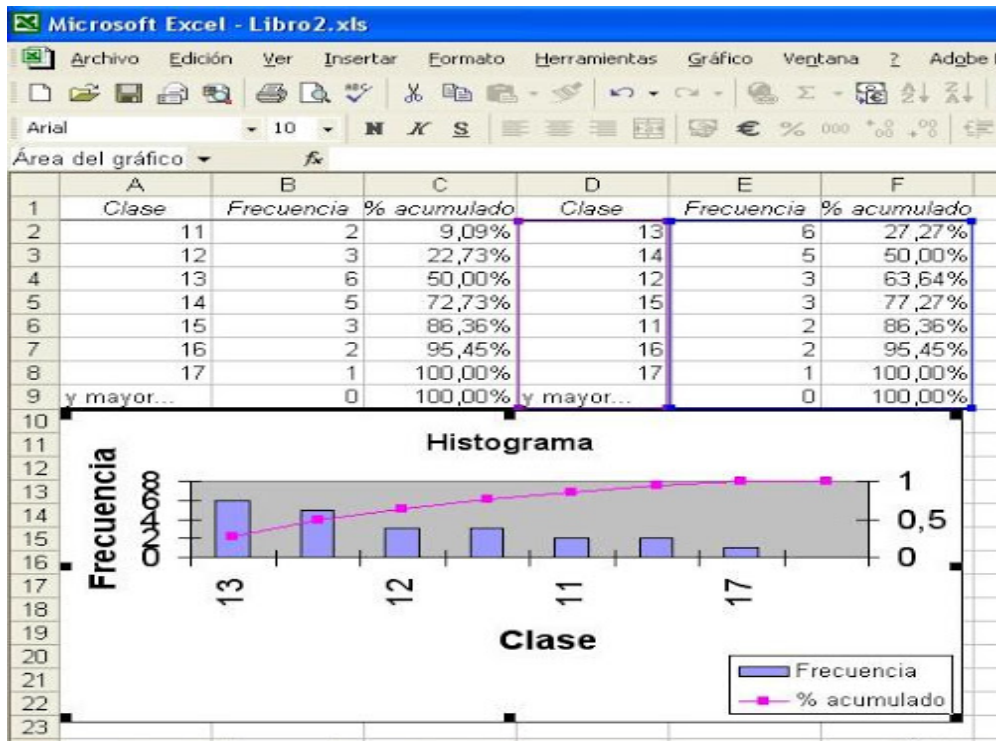 Microsoft Excel - Libro2.xls
Archivo Edición Ver Insertar Formato Herramientas Gráfico Ventana ? Adobe
Arial 10 N K S € % 000
Área del gráfico fx
A B C D E F
1 Clase Frecuencia % acumulado Clase Frecuencia % acumulado
2 11 2 9,09% 13 6 27,27%
3 12 3 22,73% 14 5 50,00%
4 13 6 50,00% 12 3 63,64%
5 14 5 72,73% 15 3 77,27%
6 15 3 86,36% 11 2 86,36%
7 16 2 95,45% 16 2 95,45%
8 17 1 100,00% 17 1 100,00%
9 y mayor... 0 100,00% y mayor... 0 100,00%
10
11
12
13
14
15
16
17
18
19
20
21
22
23
Histograma
Frecuencia
8
6
4
2
0
1
0,5
0
13 12 11 17
Clase
Frecuencia
% acumulado